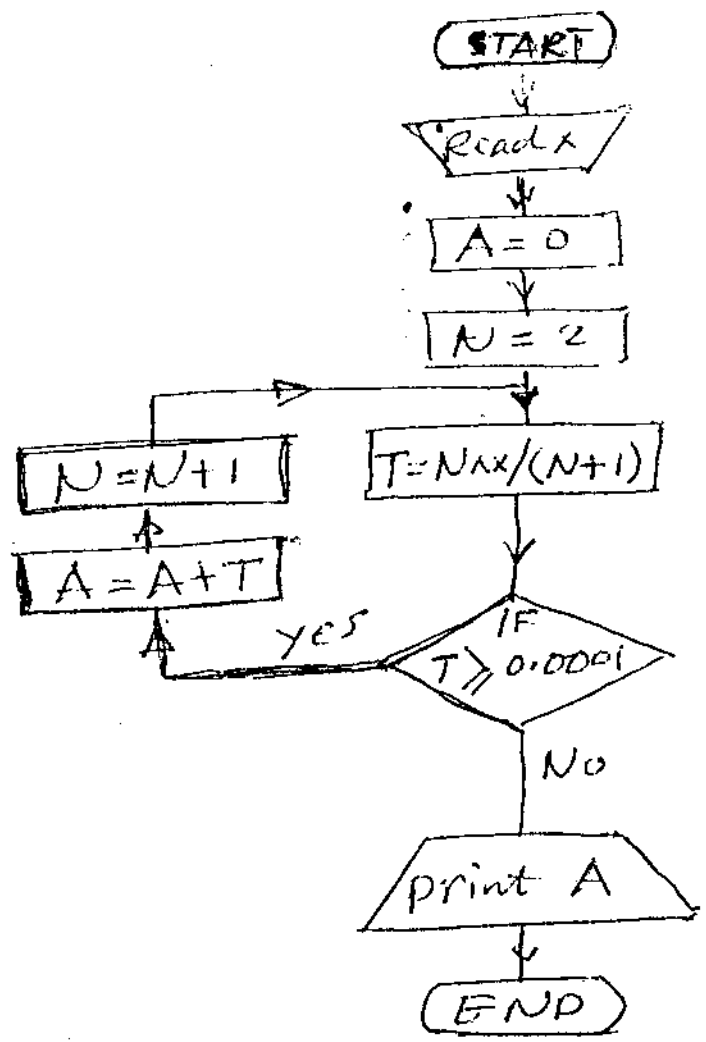 START
Read x
A = 0
N = 2
T=N^x/(N+1)
IF
T ≥ 0.0001
YES
A = A+T
N =N+1
No
print A
END